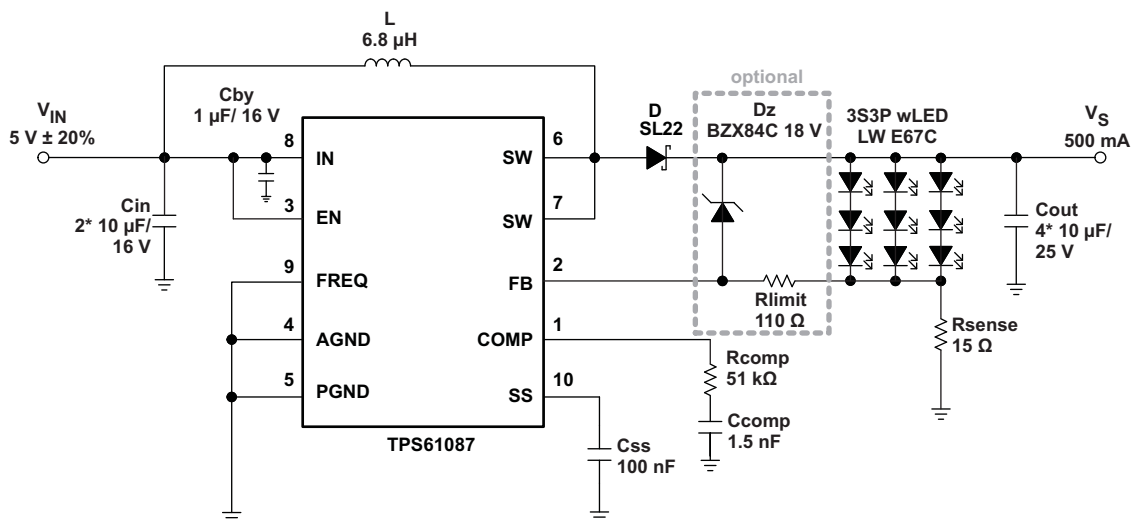 L
6.8 µH
optional
Cby
1 µF/ 16 V
V_IN
5 V ± 20%
D
SL22
Dz
BZX84C 18 V
3S3P wLED
LW E67C
V_S
500 mA
8
IN
SW
6
3
EN
SW
7
Cin
2* 10 µF/
16 V
Cout
4* 10 µF/
25 V
9
FREQ
FB
2
Rlimit
110 Ω
4
AGND
COMP
1
Rsense
15 Ω
Rcomp
51 kΩ
5
PGND
SS
10
Ccomp
1.5 nF
TPS61087
Css
100 nF